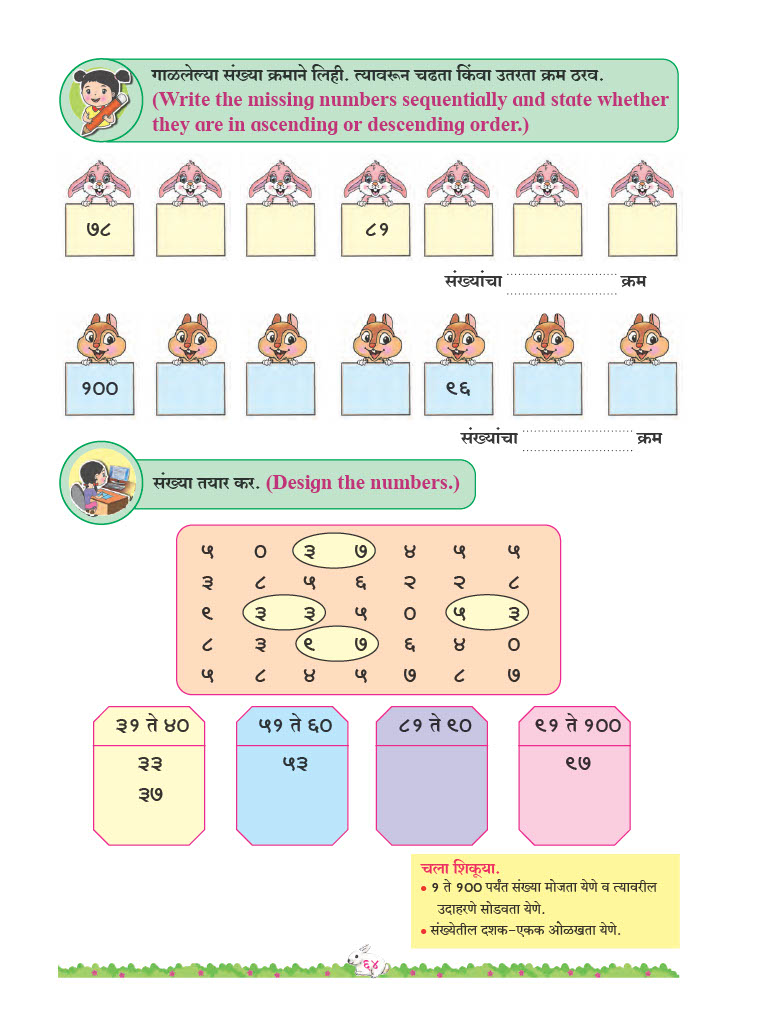 गाळलेल्या संख्या क्रमाने लिही. त्यावरून चढता किंवा उतरता क्रम ठरव.
(Write the missing numbers sequentially and state whether
they are in ascending or descending order.)
७८ ८१
संख्यांचा ........................ क्रम
१०० ९६
संख्यांचा ........................ क्रम
संख्या तयार कर. (Design the numbers.)
५ ० ३ ७ ४ ५ ५
३ ८ ५ ६ २ २ ८
९ ३ ३ ५ ० ५ ३
८ ३ ९ ७ ६ ४ ०
५ ८ ४ ५ ७ ८ ७
३१ ते ४० ५१ ते ६० ८१ ते ९० ९१ ते १००
३३ ५३ ९७
३७
चला शिकूया.
• १ ते १०० पर्यंत संख्या मोजता येणे व त्यावरील
उदाहरणे सोडवता येणे.
• संख्येतील दशक-एकक ओळखता येणे.
६४